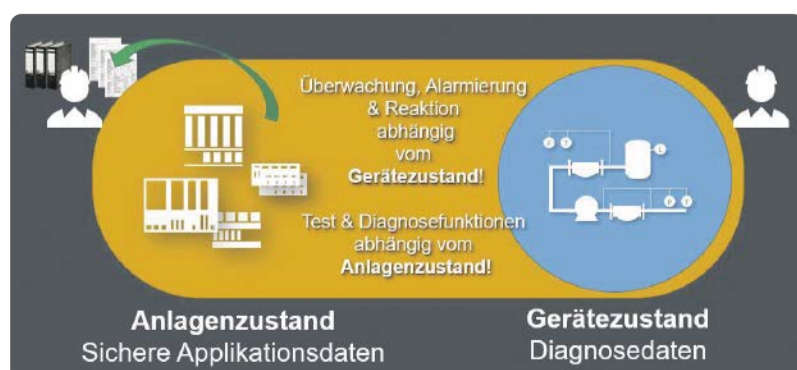 Überwachung, Alarmierung
& Reaktion
abhängig
vom
Gerätezustand!
Test & Diagnosefunktionen
abhängig vom
Anlagenzustand!
Anlagenzustand
Sichere Applikationsdaten
Gerätezustand
Diagnosedaten